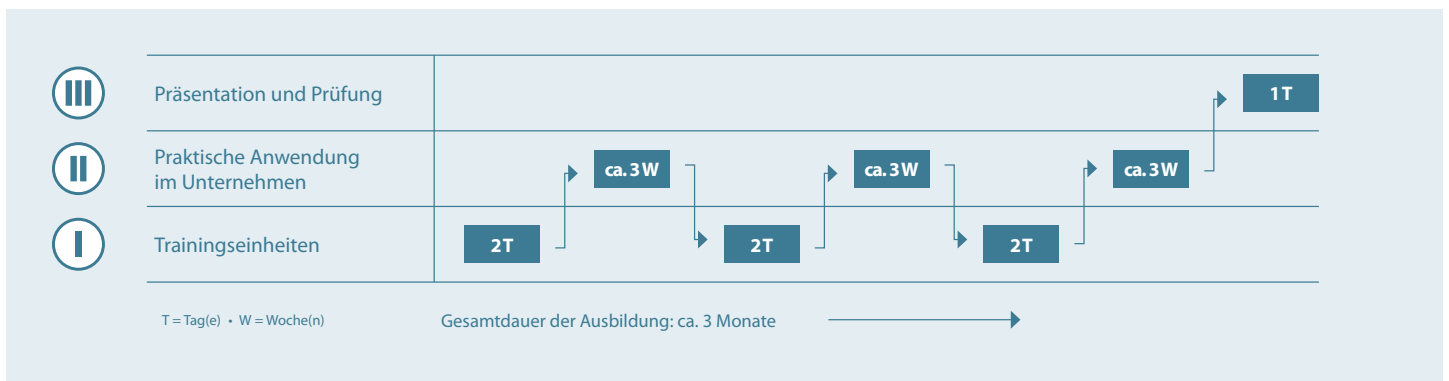 III
Präsentation und Prüfung
1 T
II
Praktische Anwendung
im Unternehmen
ca. 3 W
ca. 3 W
ca. 3 W
I
Trainingseinheiten
2 T
2 T
2 T
T = Tag(e) • W = Woche(n)
Gesamtdauer der Ausbildung: ca. 3 Monate